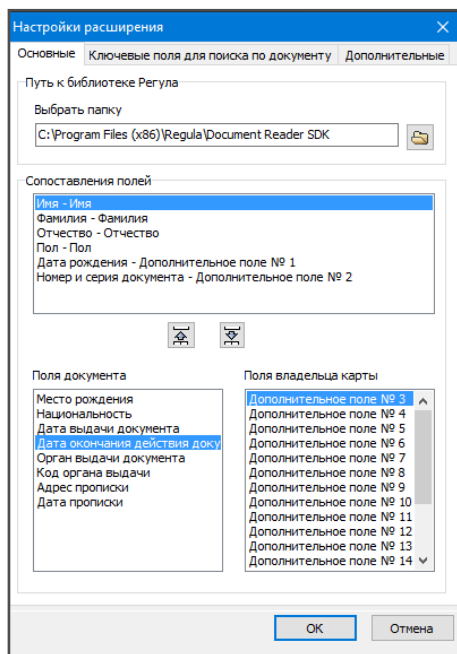 Настройки расширения
Основные Ключевые поля для поиска по документу Дополнительные
Путь к библиотеке Регула
Выбрать папку
C:\Program Files (x86)\Regula\Document Reader SDK
Сопоставления полей
Имя - Имя
Фамилия - Фамилия
Отчество - Отчество
Пол - Пол
Дата рождения - Дополнительное поле № 1
Номер и серия документа - Дополнительное поле № 2
Поля документа
Место рождения
Национальность
Дата выдачи документа
Дата окончания действия доку
Орган выдачи документа
Код органа выдачи
Адрес прописки
Дата прописки
Поля владельца карты
Дополнительное поле № 3
Дополнительное поле № 4
Дополнительное поле № 5
Дополнительное поле № 6
Дополнительное поле № 7
Дополнительное поле № 8
Дополнительное поле № 9
Дополнительное поле № 10
Дополнительное поле № 11
Дополнительное поле № 12
Дополнительное поле № 13
Дополнительное поле № 14
OK Отмена